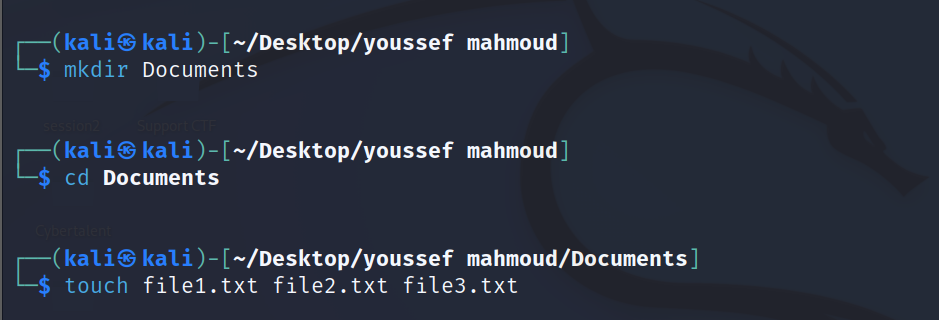 ┌──(kali㉿kali)-[~/Desktop/youssef mahmoud]
└─$ mkdir Documents
session2 Support CTF
┌──(kali㉿kali)-[~/Desktop/youssef mahmoud]
└─$ cd Documents
Cybertalent
┌──(kali㉿kali)-[~/Desktop/youssef mahmoud/Documents]
└─$ touch file1.txt file2.txt file3.txt